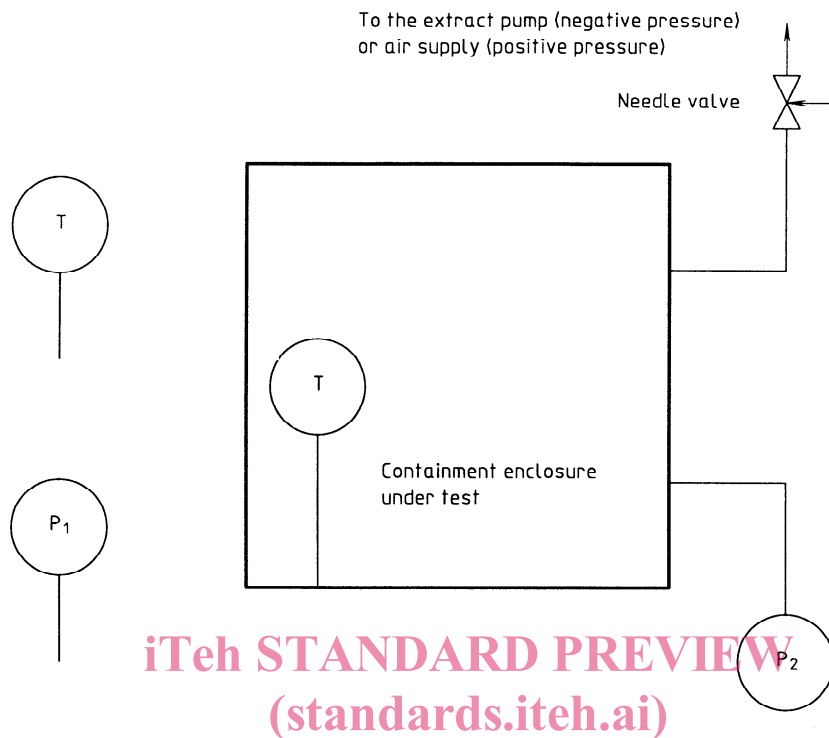 To the extract pump (negative pressure)
or air supply (positive pressure)
Needle valve
T
T
Containment enclosure
under test
P1
P2
iTeh STANDARD PREVIEW
(standards.iteh.ai)